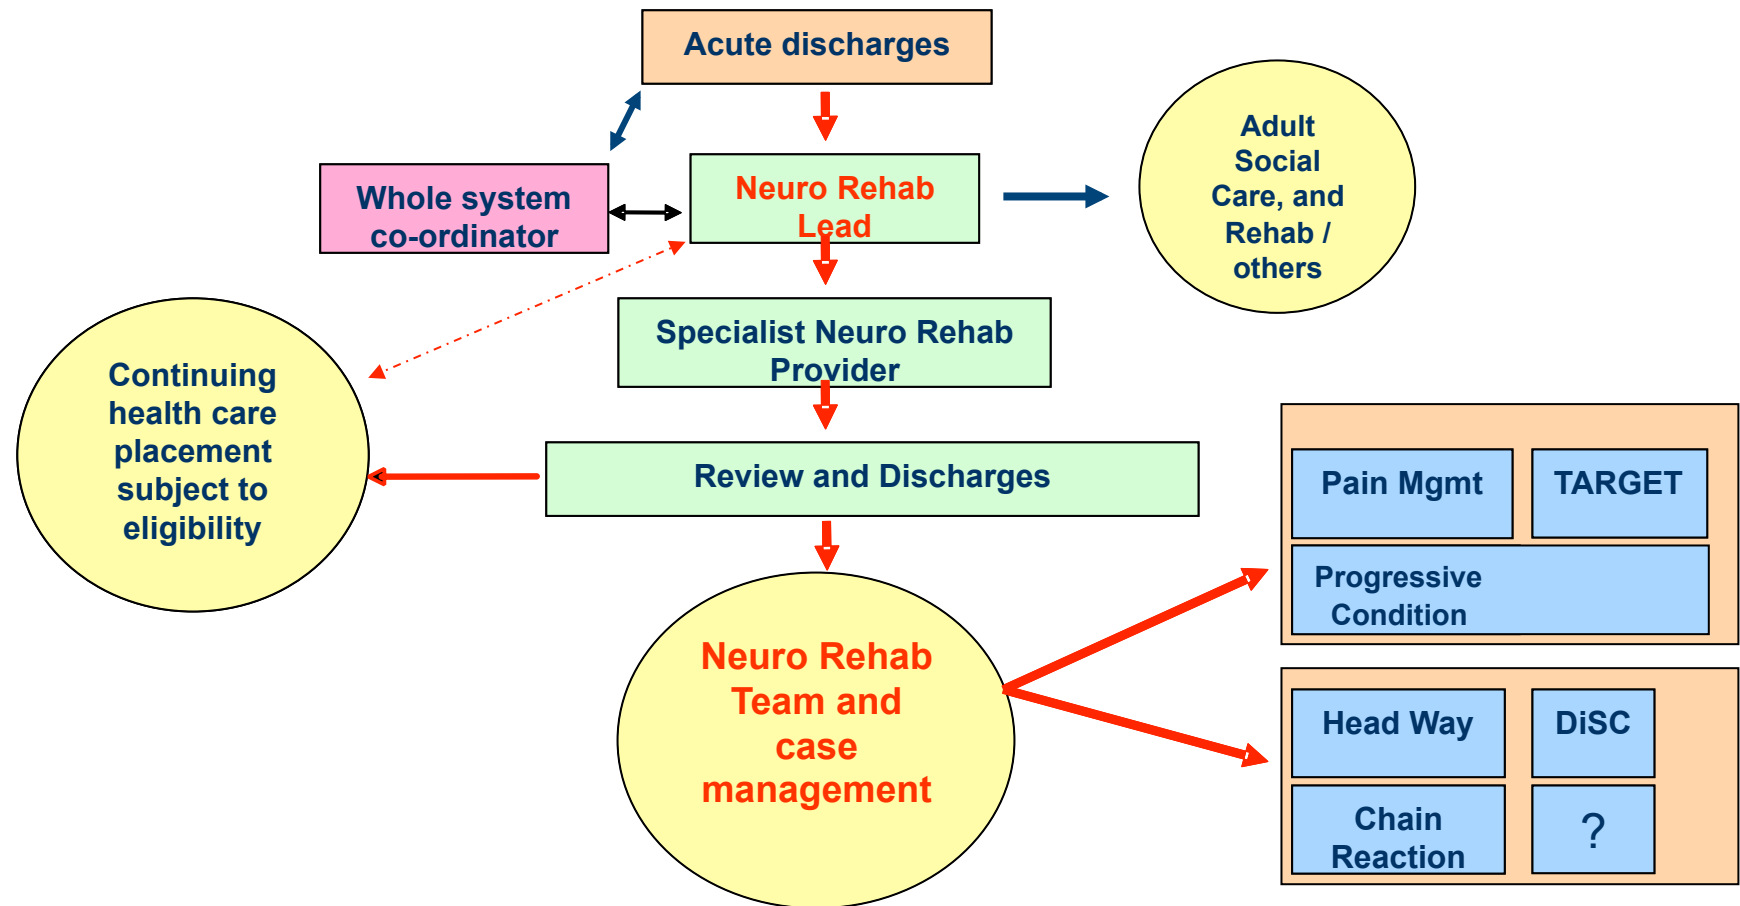 Acute discharges
Adult
Social
Care, and
Rehab /
others
Whole system
co-ordinator
Neuro Rehab
Lead
Specialist Neuro Rehab
Provider
Continuing
health care
placement
subject to
eligibility
Review and Discharges
Pain Mgmt
TARGET
Progressive
Condition
Neuro Rehab
Team and
case
management
Head Way
DiSC
Chain
Reaction
?